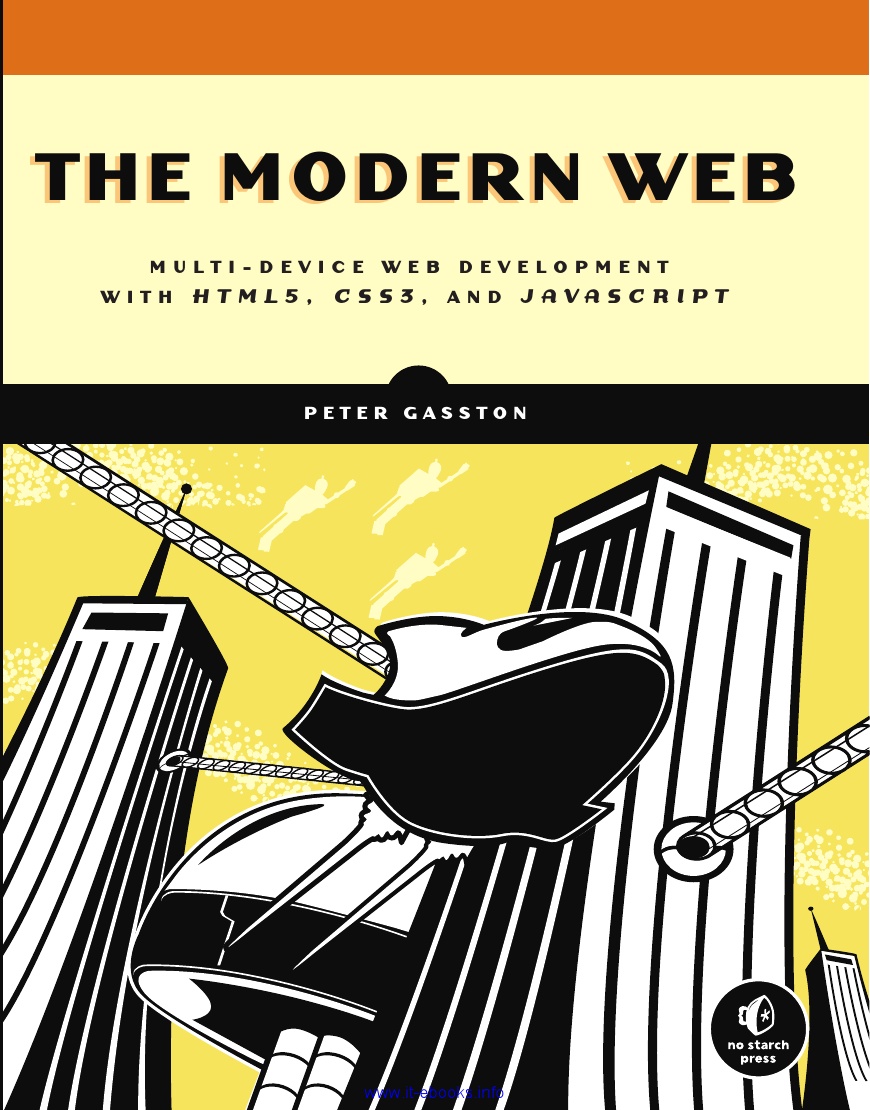 THE MODERN WEB
MULTI-DEVICE WEB DEVELOPMENT
WITH HTML5, CSS3, AND JAVASCRIPT
PETER GASSTON
no starch
press
www.it-ebooks.info